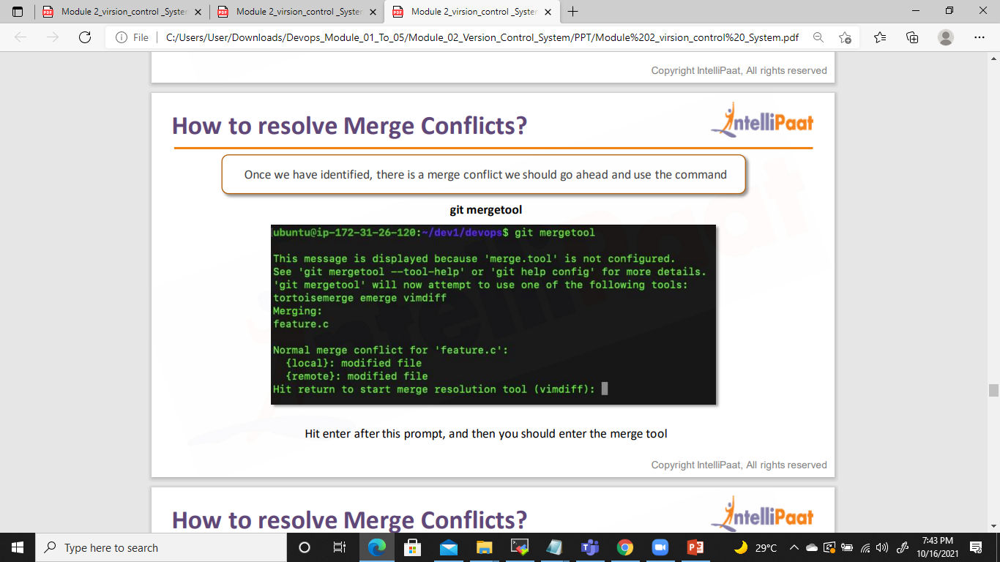 Module 2_virsion_control _System
Module 2_virsion_control _System
Module 2_virsion_control _System
File
C:/Users/User/Downloads/Devops_Module_01_To_05/Module_02_Version_Control_System/PPT/Module%202_virsion_control%20_System.pdf
Copyright IntelliPaat, All rights reserved
How to resolve Merge Conflicts?
IntelliPaat
Once we have identified, there is a merge conflict we should go ahead and use the command
git mergetool
ubuntu@ip-172-31-26-120:~/dev1/devops$ git mergetool
This message is displayed because 'merge.tool' is not configured.
See 'git mergetool --tool-help' or 'git help config' for more details.
'git mergetool' will now attempt to use one of the following tools:
tortoisemerge emerge vimdiff
Merging:
feature.c
Normal merge conflict for 'feature.c':
{local}: modified file
{remote}: modified file
Hit return to start merge resolution tool (vimdiff):
Hit enter after this prompt, and then you should enter the merge tool
Copyright IntelliPaat, All rights reserved
How to resolve Merge Conflicts?
IntelliPaat
Type here to search
29°C
7:43 PM
10/16/2021